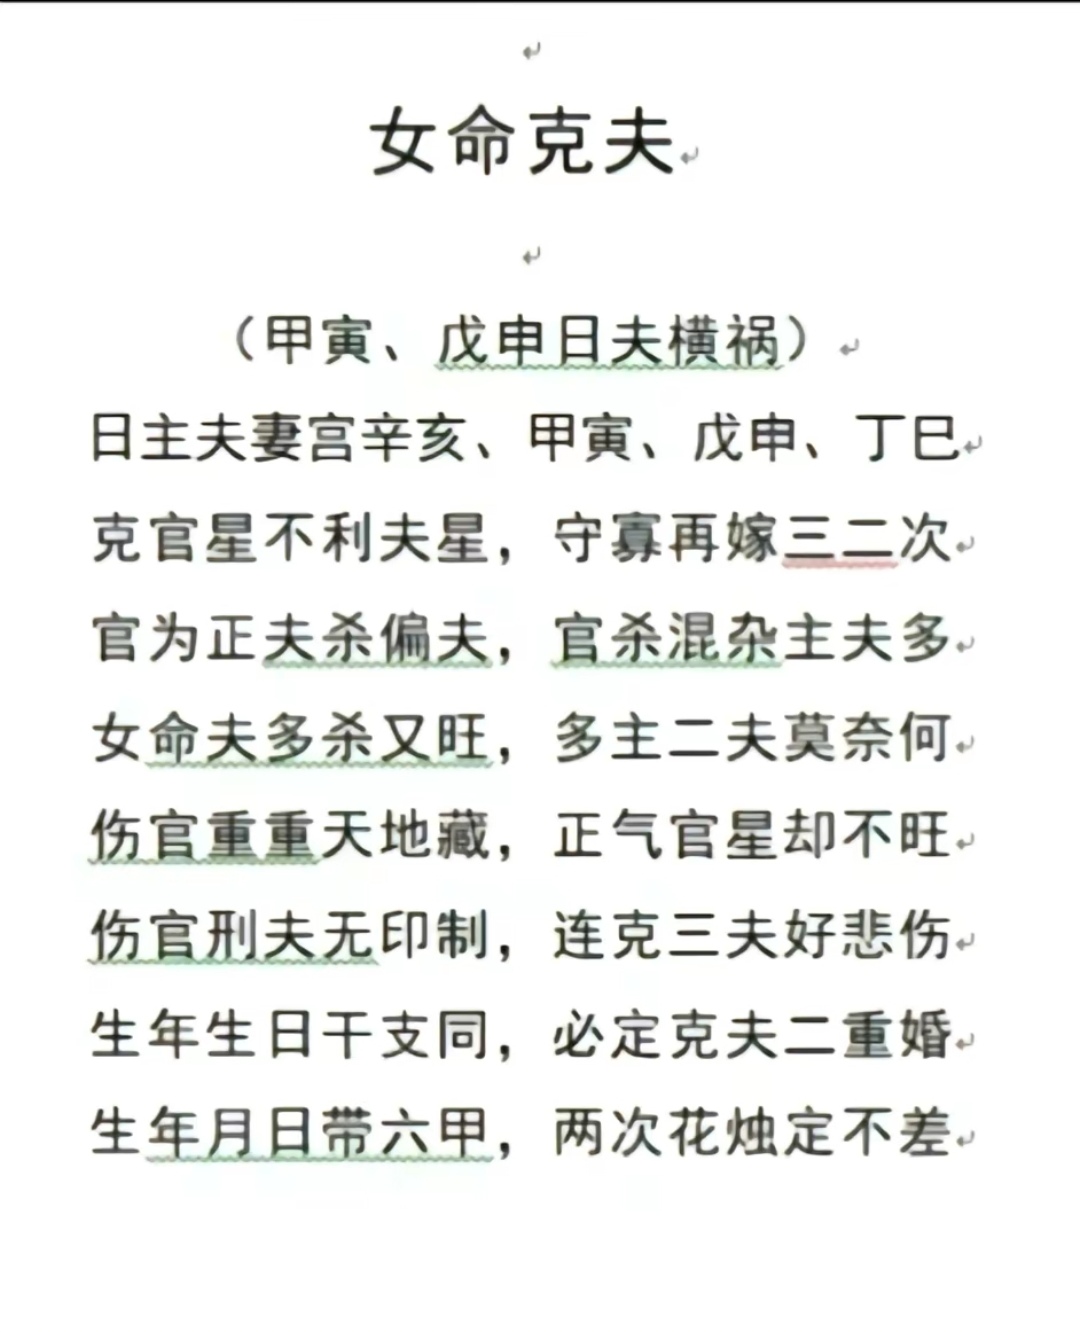 女命克夫
（甲寅、戊申日夫横祸）
日主夫妻宫辛亥、甲寅、戊申、丁巳
克官星不利夫星，守寡再嫁三二次
官为正夫杀偏夫，官杀混杂主夫多
女命夫多杀又旺，多主二夫莫奈何
伤官重重天地藏，正气官星却不旺
伤官刑夫无印制，连克三夫好悲伤
生年生日干支同，必定克夫二重婚
生年月日带六甲，两次花烛定不差